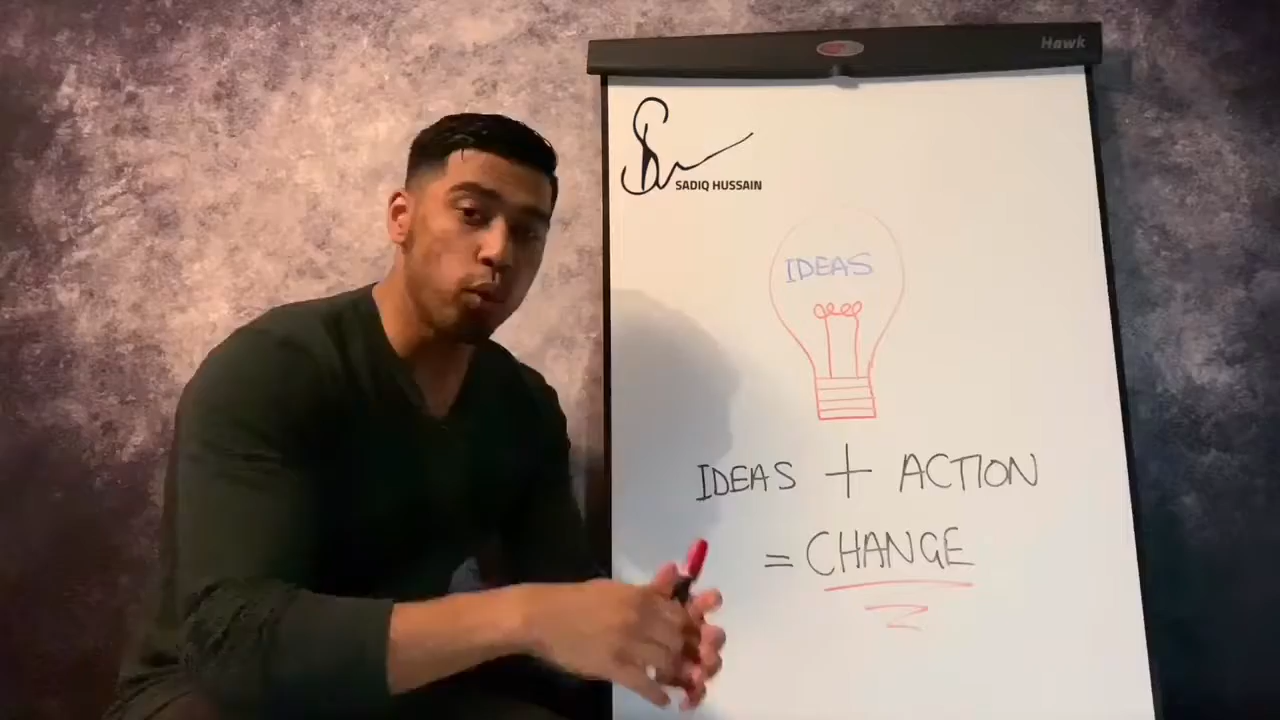 Hawk
SADIQ HUSSAIN
IDEAS
IDEAS + ACTION
= CHANGE